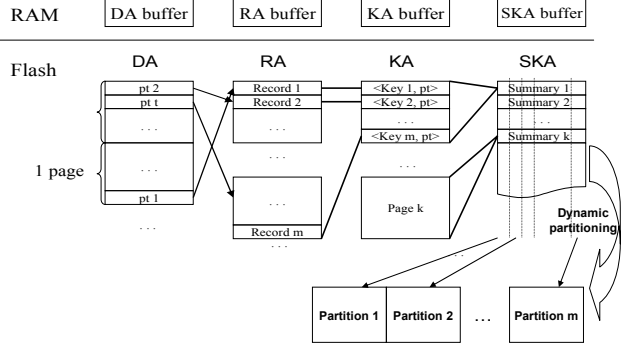 RAM DA buffer RA buffer KA buffer SKA buffer
Flash
DA RA KA SKA
pt 2 Record 1 <Key 1, pt> Summary 1
pt t Record 2 <Key 2, pt> Summary 2
. . . . . . . . . . . .
<Key m, pt> Summary k
. . . . . .
1 page . . . . . .
pt 1 Page k
. . . Record m
. . .
Dynamic
partitioning
. . .
Partition 1 Partition 2 ... Partition m